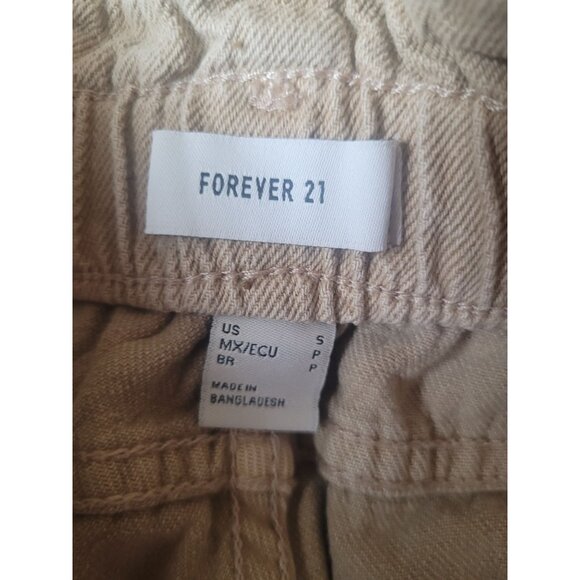 FOREVER 21
US S
MX/ECU P
BR P
MADE IN
BANGLADESH